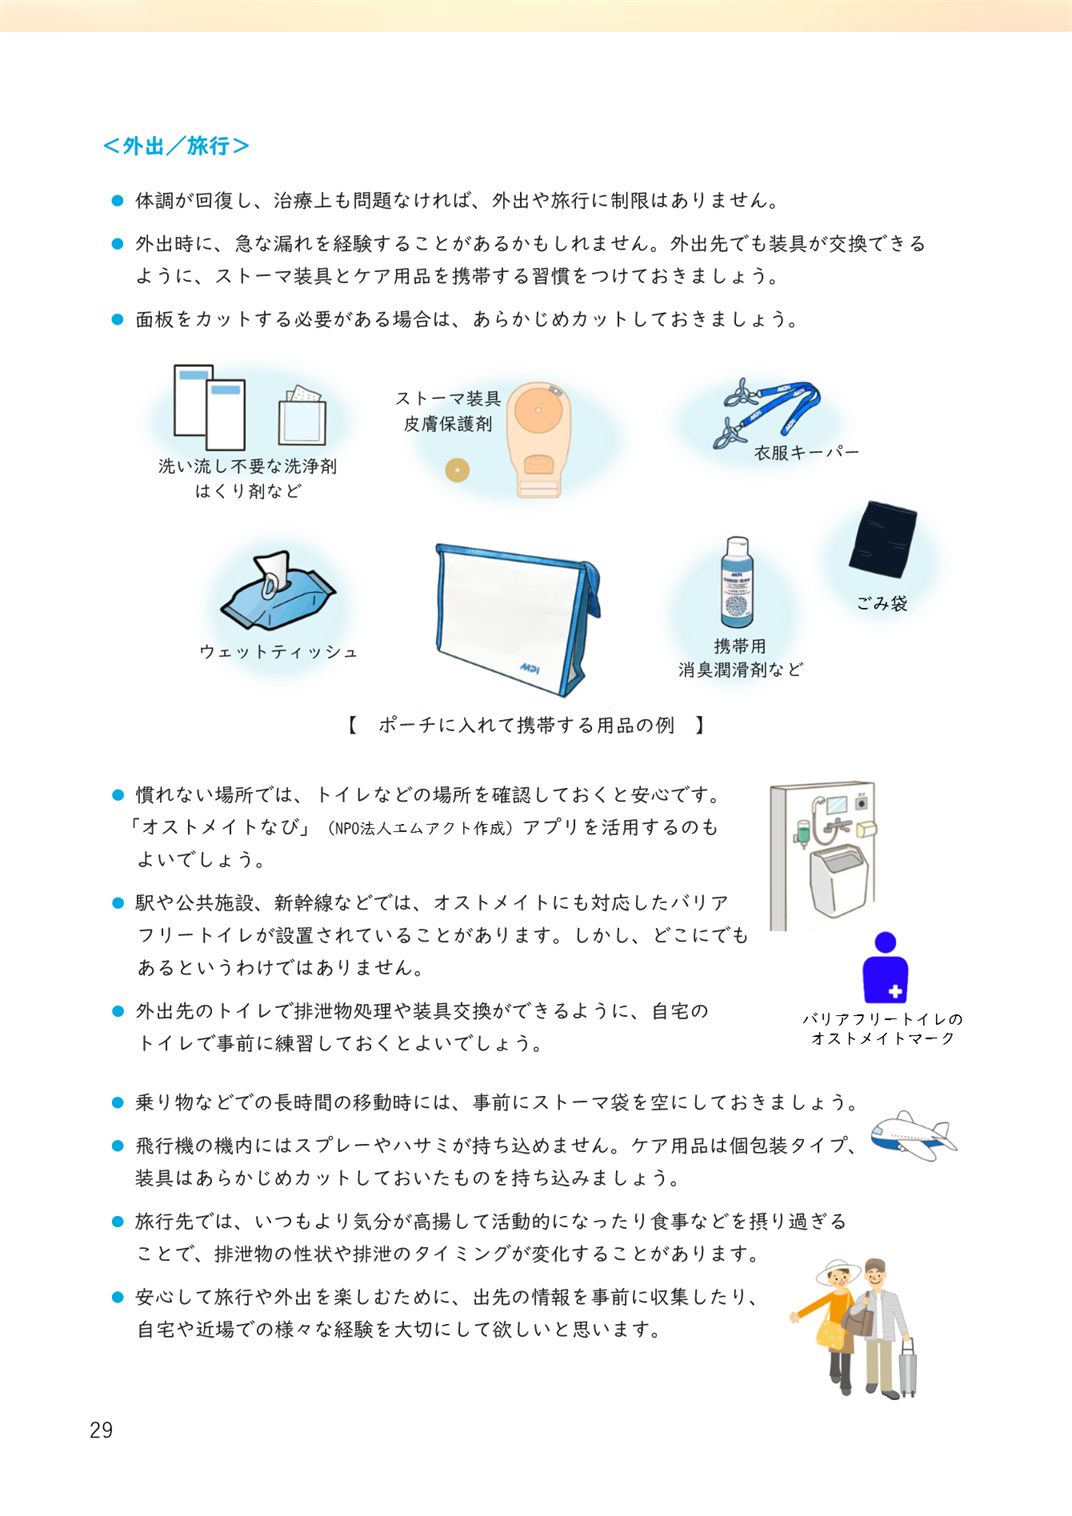 ＜外出／旅行＞
● 体調が回復し、治療上も問題なければ、外出や旅行に制限はありません。
● 外出時に、急な漏れを経験することがあるかもしれません。外出先でも装具が交換できる
ように、ストーマ装具とケア用品を携帯する習慣をつけておきましょう。
● 面板をカットする必要がある場合は、あらかじめカットしておきましょう。
洗い流し不要な洗浄剤
はくり剤など
ストーマ装具
皮膚保護剤
MPI
衣服キーパー
ウェットティッシュ
MPI
MPI
携帯用
消臭潤滑剤など
ごみ袋
【　ポーチに入れて携帯する用品の例　】
● 慣れない場所では、トイレなどの場所を確認しておくと安心です。
「オストメイトなび」（NPO法人エムアクト作成）アプリを活用するのも
よいでしょう。
● 駅や公共施設、新幹線などでは、オストメイトにも対応したバリア
フリートイレが設置されていることがあります。しかし、どこにでも
あるというわけではありません。
● 外出先のトイレで排泄物処理や装具交換ができるように、自宅の
トイレで事前に練習しておくとよいでしょう。
バリアフリートイレの
オストメイトマーク
● 乗り物などでの長時間の移動時には、事前にストーマ袋を空にしておきましょう。
● 飛行機の機内にはスプレーやハサミが持ち込めません。ケア用品は個包装タイプ、
装具はあらかじめカットしておいたものを持ち込みましょう。
● 旅行先では、いつもより気分が高揚して活動的になったり食事などを摂り過ぎる
ことで、排泄物の性状や排泄のタイミングが変化することがあります。
● 安心して旅行や外出を楽しむために、出先の情報を事前に収集したり、
自宅や近場での様々な経験を大切にして欲しいと思います。
29